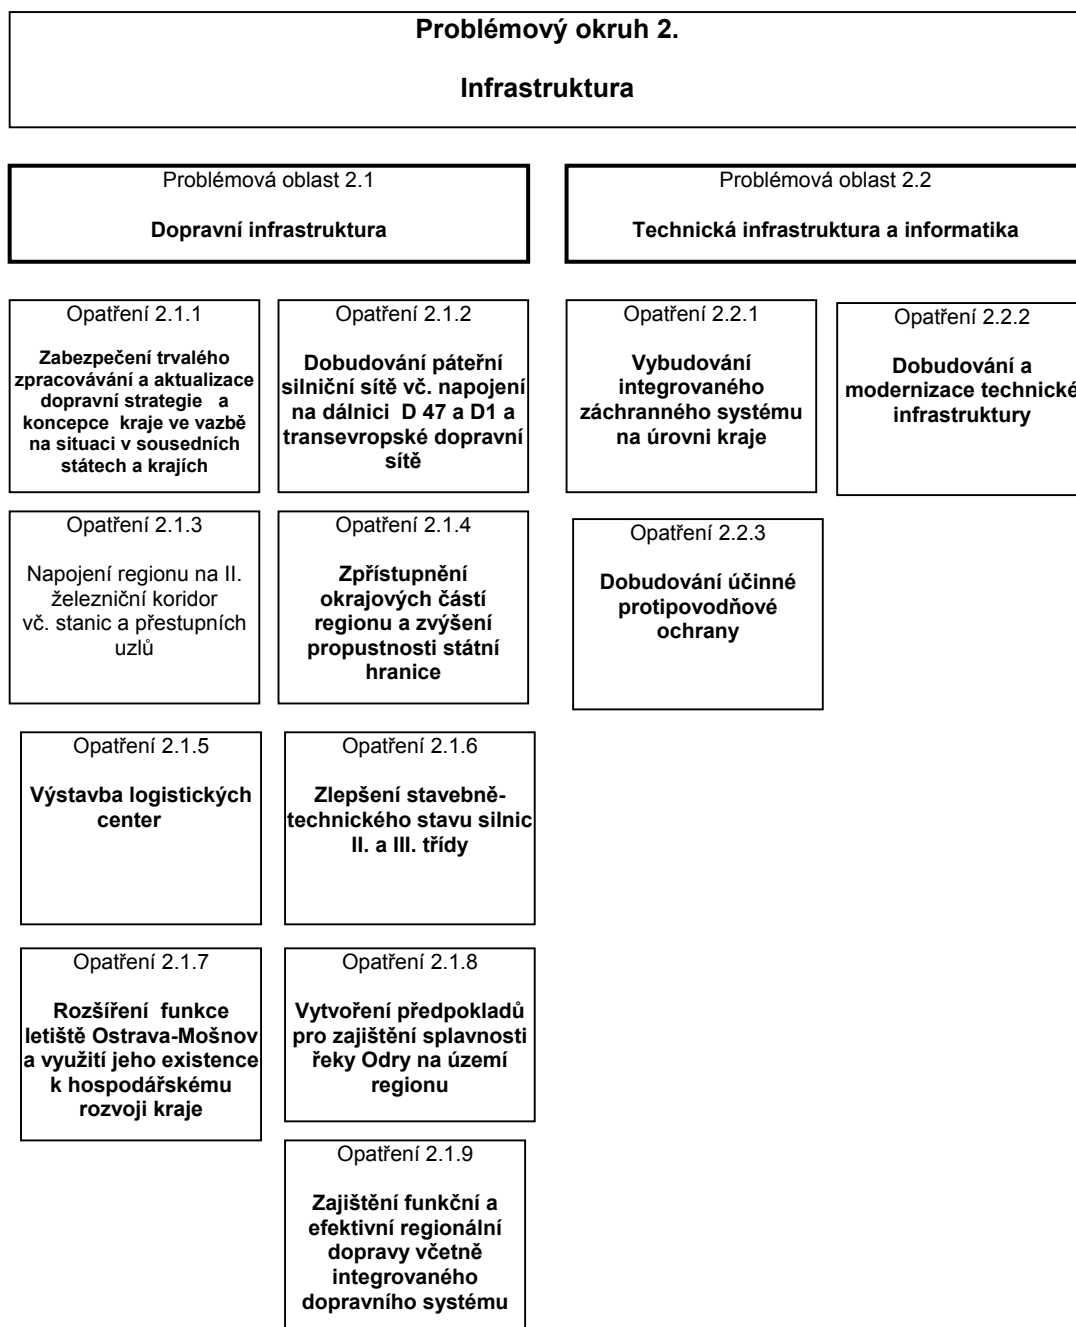 Problémový okruh 2.
Infrastruktura
Problémová oblast 2.1
Dopravní infrastruktura
Problémová oblast 2.2
Technická infrastruktura a informatika
Opatření 2.1.1
Zabezpečení trvalého
zpracovávání a aktualizace
dopravní strategie a
koncepce kraje ve vazbě
na situaci v sousedních
státech a krajích
Opatření 2.1.2
Dobudování páteřní
silniční sítě vč. napojení
na dálnici D 47 a D1 a
transevropské dopravní
sítě
Opatření 2.2.1
Vybudování
integrovaného
záchranného systému
na úrovni kraje
Opatření 2.2.2
Dobudování a
modernizace technické
infrastruktury
Opatření 2.1.3
Napojení regionu na II.
železniční koridor
vč. stanic a přestupních
uzlů
Opatření 2.1.4
Zpřístupnění
okrajových částí
regionu a zvýšení
propustnosti státní
hranice
Opatření 2.2.3
Dobudování účinné
protipovodňové
ochrany
Opatření 2.1.5
Výstavba logistických
center
Opatření 2.1.6
Zlepšení stavebně-
technického stavu silnic
II. a III. třídy
Opatření 2.1.7
Rozšíření funkce
letiště Ostrava-Mošnov
a využití jeho existence
k hospodářskému
rozvoji kraje
Opatření 2.1.8
Vytvoření předpokladů
pro zajištění splavnosti
řeky Odry na území
regionu
Opatření 2.1.9
Zajištění funkční a
efektivní regionální
dopravy včetně
integrovaného
dopravního systému